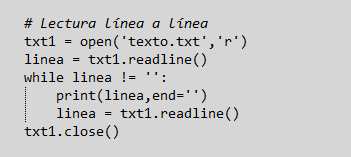 # Lectura línea a línea
txt1 = open('texto.txt','r')
linea = txt1.readline()
while linea != '':
    print(linea,end='')
    linea = txt1.readline()
txt1.close()